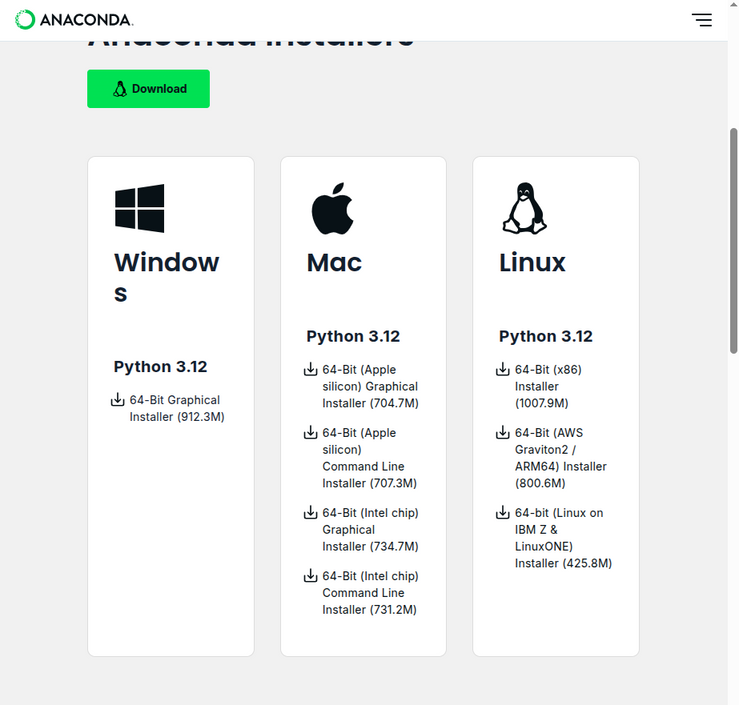 ANACONDA.
Anaconda Installers
Download
Window
s
Python 3.12
64-Bit Graphical
Installer (912.3M)
Mac
Python 3.12
64-Bit (Apple
silicon) Graphical
Installer (704.7M)
64-Bit (Apple
silicon)
Command Line
Installer (707.3M)
64-Bit (Intel chip)
Graphical
Installer (734.7M)
64-Bit (Intel chip)
Command Line
Installer (731.2M)
Linux
Python 3.12
64-Bit (x86)
Installer
(1007.9M)
64-Bit (AWS
Graviton2 /
ARM64) Installer
(800.6M)
64-bit (Linux on
IBM Z &
LinuxONE)
Installer (425.8M)